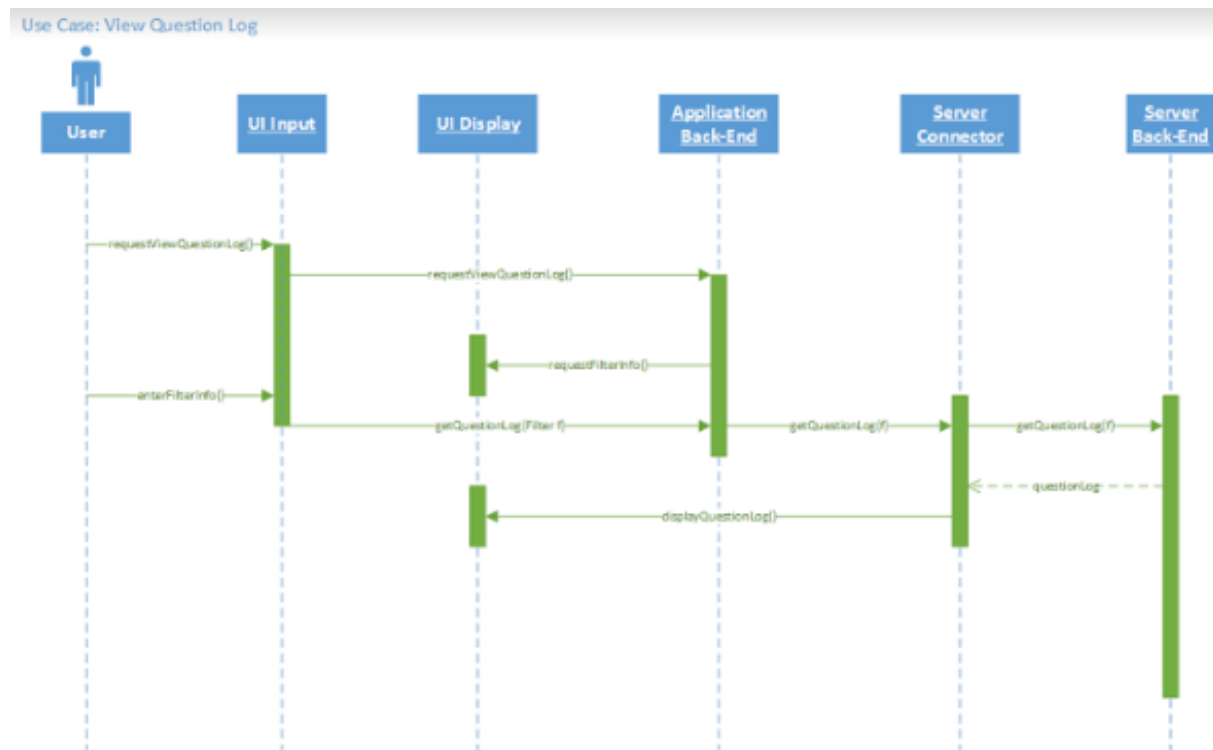 Use Case: View Question Log
User
UI Input
UI Display
Application
Back-End
Server
Connector
Server
Back-End
requestViewQuestionLog()
requestViewQuestionLog()
requestFilterInfo()
enterFilterInfo()
getQuestionLog(Filter f)
getQuestionLog(f)
getQuestionLog(f)
questionLog
displayQuestionLog()